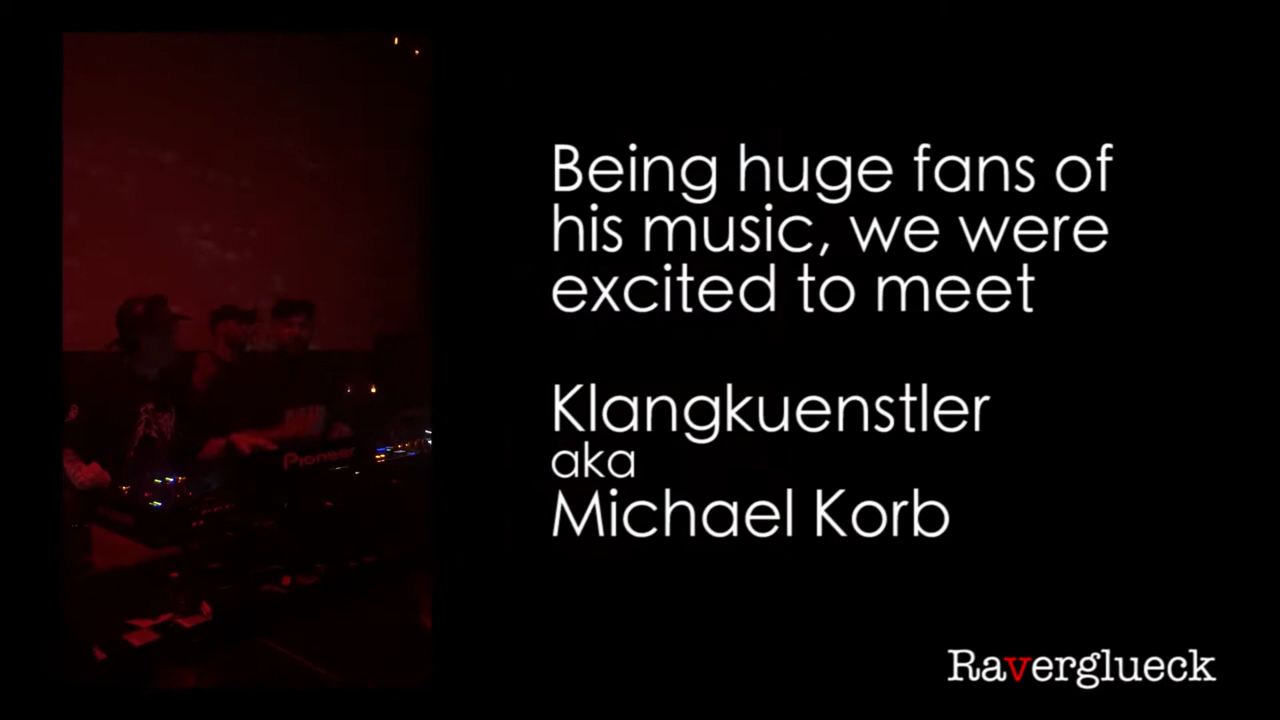 Being huge fans of
his music, we were
excited to meet
Klangkuenstler
aka
Michael Korb
Pioneer
Raverglueck